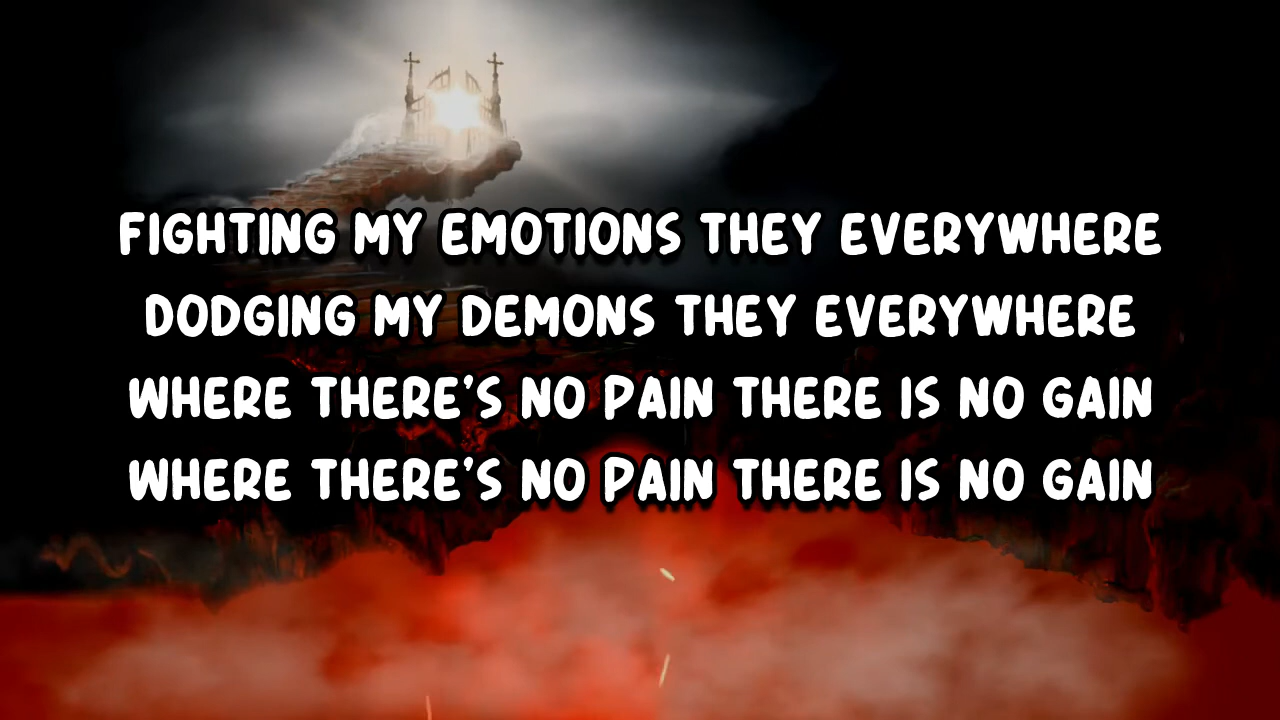 FIGHTING MY EMOTIONS THEY EVERYWHERE
DODGING MY DEMONS THEY EVERYWHERE
WHERE THERE'S NO PAIN THERE IS NO GAIN
WHERE THERE'S NO PAIN THERE IS NO GAIN